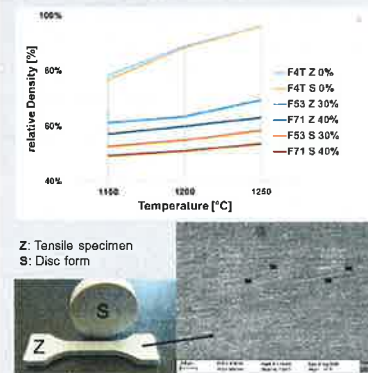 100%
80%
60%
40%
relative Density [%]
1150
1200
1250
Temperature [°C]
F4T Z 0%
F4T S 0%
F53 Z 30%
F71 Z 40%
F53 S 30%
F71 S 40%
Z: Tensile specimen
S: Disc form
S
Z